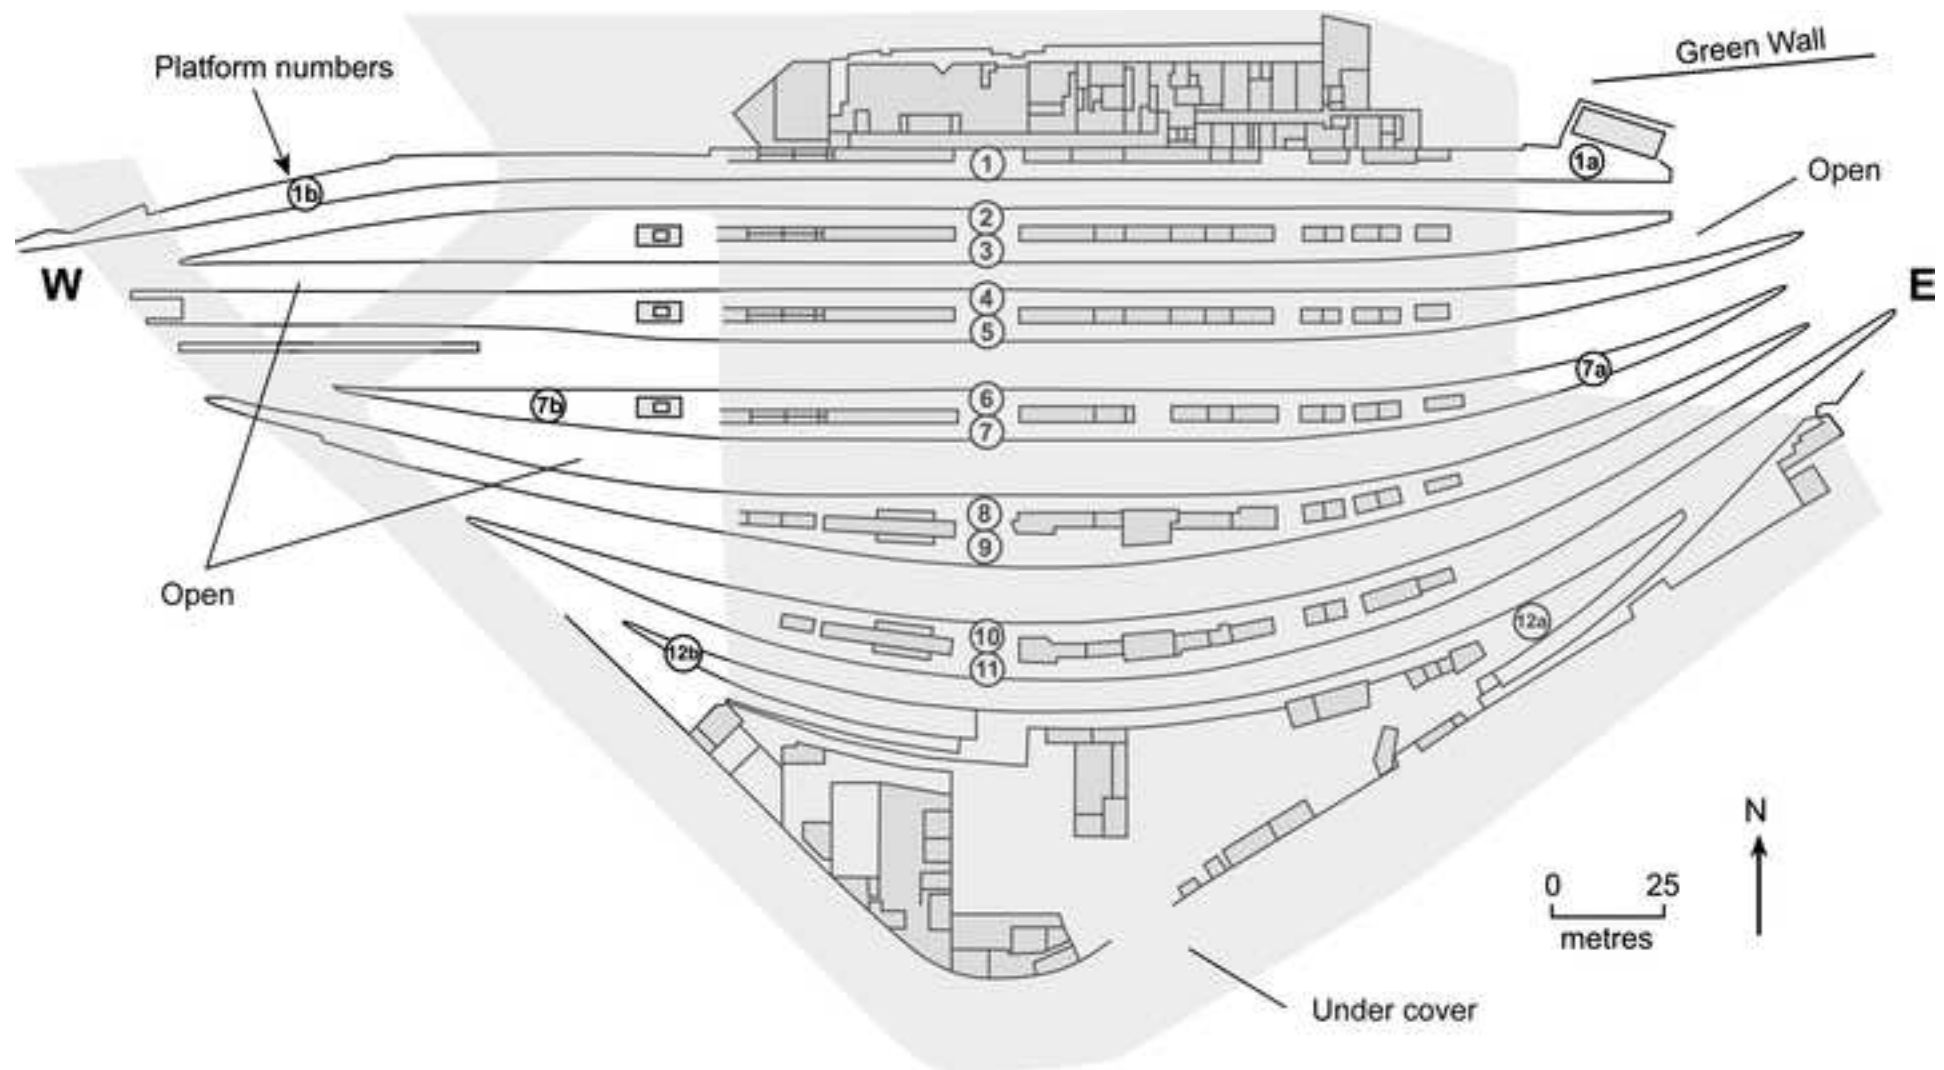 Green Wall
Platform numbers
1
1a
1b
Open
2
3
W
4
E
5
7a
6
7b
7
8
9
Open
10
12a
12b
11
N
0 25
metres
Under cover